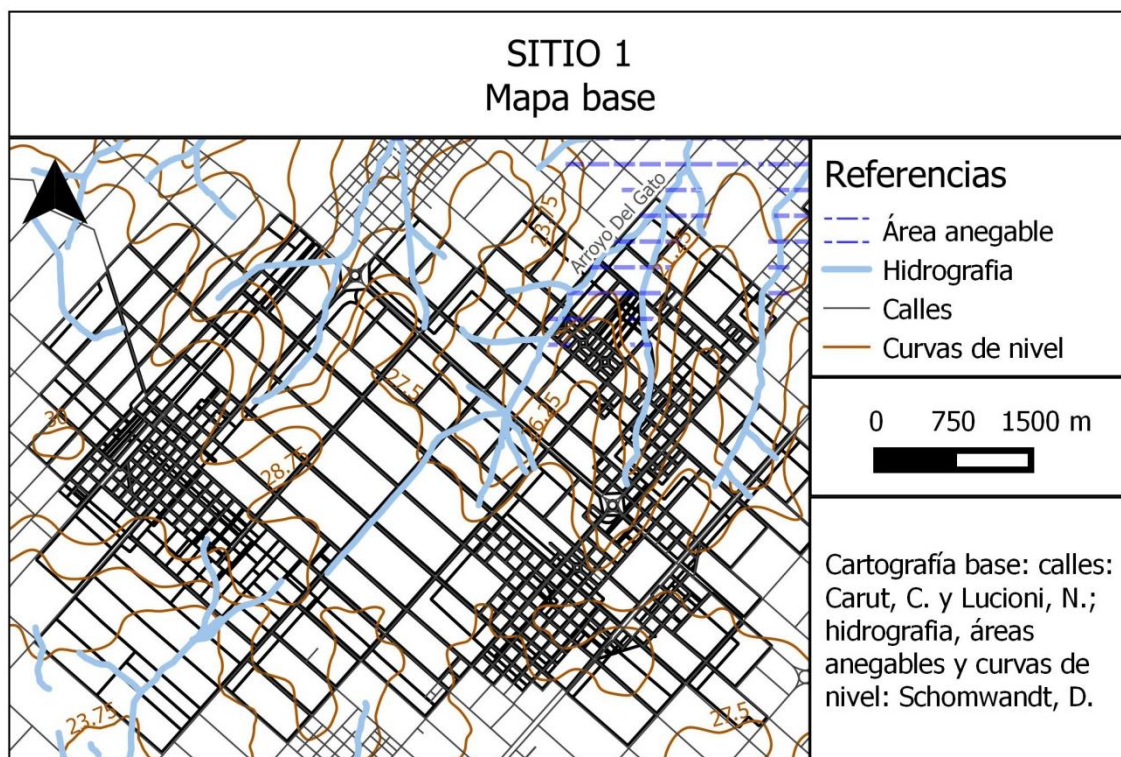 SITIO 1
Mapa base
23.75
Arroyo Del Gato
27.5
26.25
30
28.75
23.75
27.5
Referencias
Área anegable
Hidrografia
Calles
Curvas de nivel
0 750 1500 m
Cartografía base: calles:
Carut, C. y Lucioni, N.;
hidrografia, áreas
anegables y curvas de
nivel: Schomwandt, D.